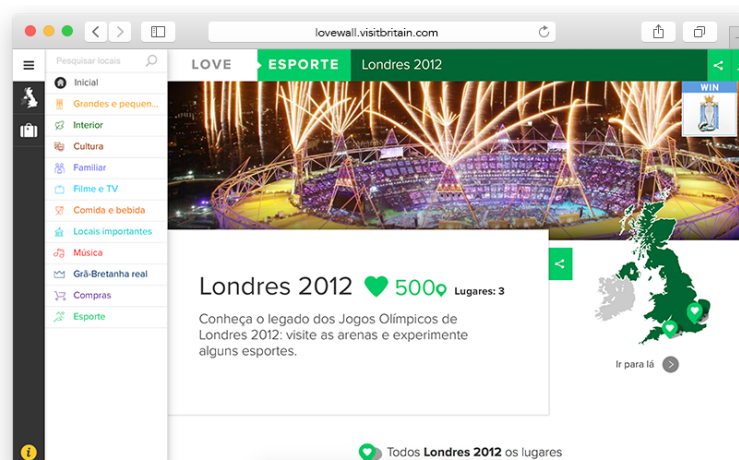 lovewall.visitbritain.com
Pesquisar locais
LOVE
ESPORTE
Londres 2012
WIN
Inicial
Grandes e pequen...
Interior
Cultura
Familiar
Filme e TV
Comida e bebida
Locais importantes
Música
Grã-Bretanha real
Compras
Esporte
Londres 2012 500 Lugares: 3
Conheça o legado dos Jogos Olímpicos de
Londres 2012: visite as arenas e experimente
alguns esportes.
Ir para lá
Todos Londres 2012 os lugares
i